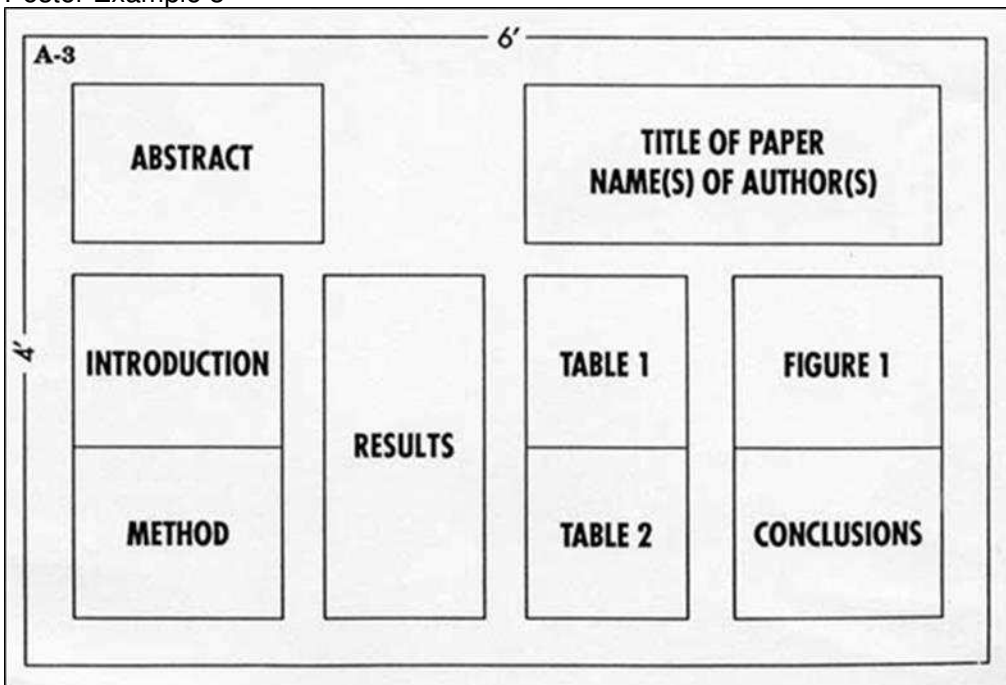 Poster Example 3
6'
A-3
ABSTRACT
TITLE OF PAPER
NAME(S) OF AUTHOR(S)
4'
INTRODUCTION
METHOD
RESULTS
TABLE 1
TABLE 2
FIGURE 1
CONCLUSIONS